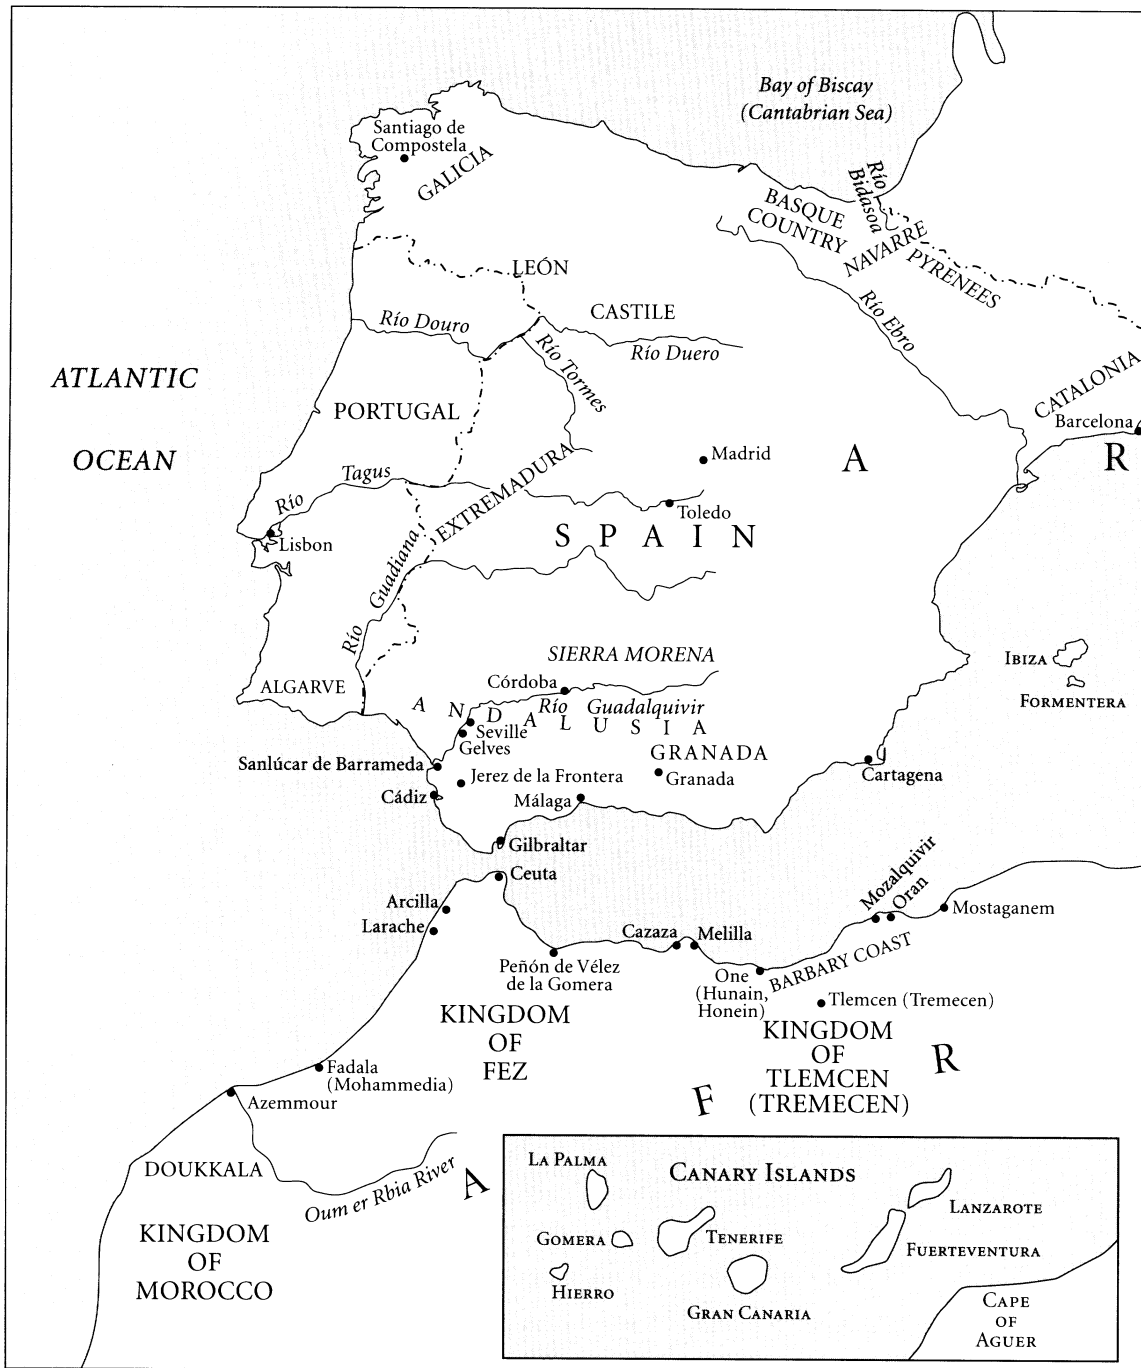 Bay of Biscay
(Cantabrian Sea)
Santiago de
Compostela
GALICIA
Río
Bidasoa
BASQUE
COUNTRY
NAVARRE
PYRENEES
LEÓN
CASTILE
Río Douro
Río Duero
Río Ebro
Río Tormes
ATLANTIC
OCEAN
PORTUGAL
CATALONIA
Barcelona
Madrid
A
R
Río Tagus
EXTREMADURA
Toledo
SPAIN
Lisbon
Río Guadiana
SIERRA MORENA
IBIZA
FORMENTERA
ALGARVE
Córdoba
Río Guadalquivir
ANDALUSIA
Seville
Gelves
GRANADA
Granada
Sanlúcar de Barrameda
Jerez de la Frontera
Cartagena
Cádiz
Málaga
Gilbraltar
Ceuta
Mozalquivir
Oran
Arcilla
Larache
Mostaganem
Cazaza
Melilla
Peñón de Vélez
de la Gomera
One
(Hunain,
Honein)
BARBARY COAST
Tlemcen (Tremecen)
KINGDOM
OF
FEZ
KINGDOM
OF
TLEMCEN
(TREMECEN)
R
F
A
Fadala
(Mohammedia)
Azemmour
DOUKKALA
Oum er Rbia River
KINGDOM
OF
MOROCCO
CANARY ISLANDS
LA PALMA
LANZAROTE
GOMERA
TENERIFE
FUERTEVENTURA
HIERRO
GRAN CANARIA
CAPE
OF
AGUER